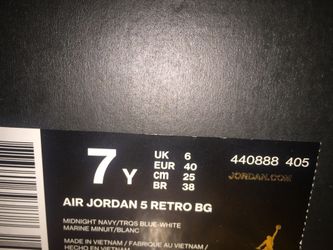 7 Y
UK 6
EUR 40
cm 25
BR 38
440888 405
JORDAN.COM
AIR JORDAN 5 RETRO BG
MIDNIGHT NAVY/TRQS BLUE-WHITE
MARINE MINUIT/BLANC
MADE IN VIETNAM / FABRIQUÉ AU VIETNAM /
HECHO EN VIETNAM